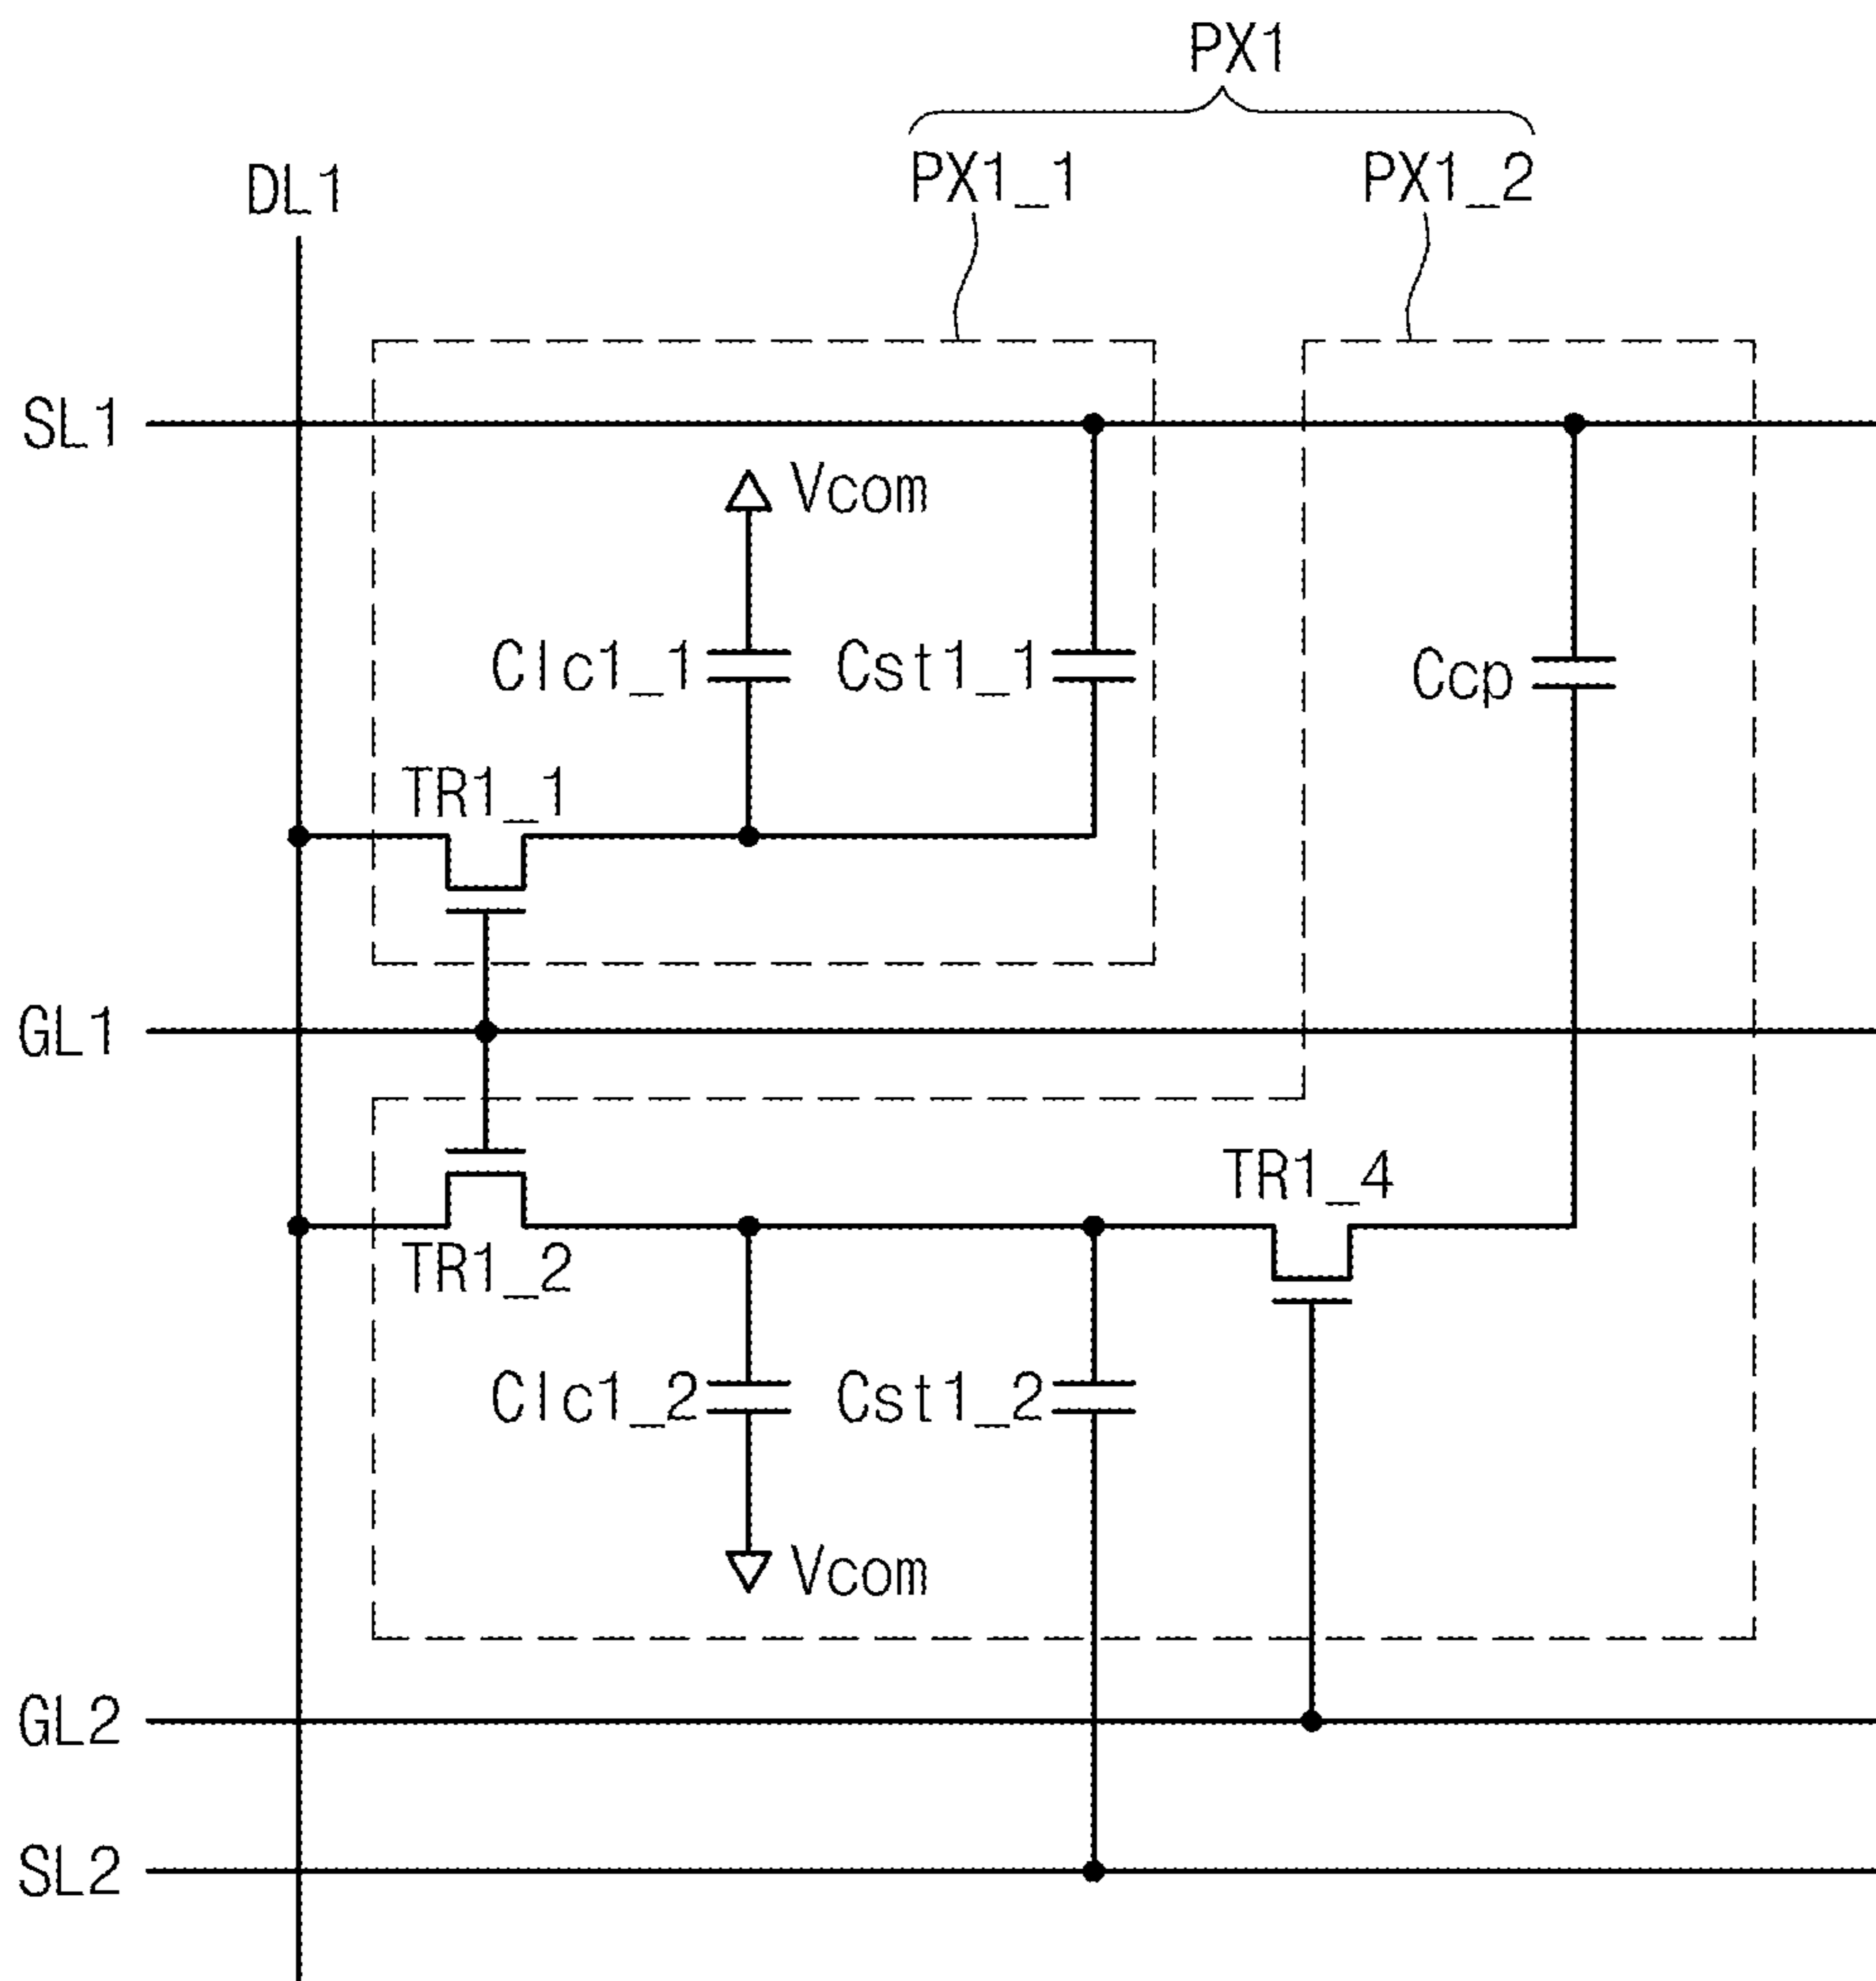 PX1
PX1_1
PX1_2
DL1
SL1
Vcom
Clc1_1
Cst1_1
Ccp
TR1_1
GL1
TR1_4
TR1_2
Clc1_2
Cst1_2
Vcom
GL2
SL2